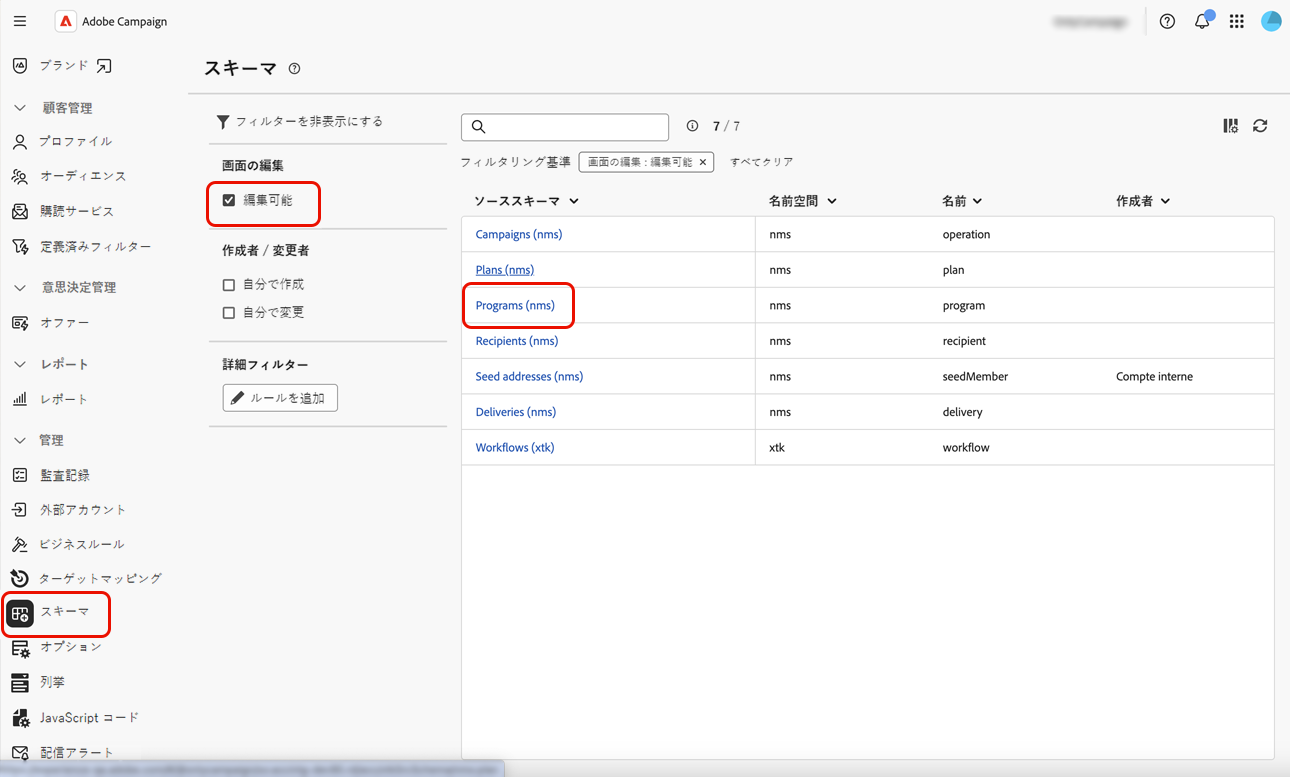 Adobe Campaign
ブランド
顧客管理
プロファイル
オーディエンス
購読サービス
定義済みフィルター
意思決定管理
オファー
レポート
レポート
管理
監査記録
外部アカウント
ビジネスルール
ターゲットマッピング
スキーマ
オプション
列挙
JavaScript コード
配信アラート
スキーマ
フィルターを非表示にする
画面の編集
編集可能
作成者 / 変更者
自分で作成
自分で変更
詳細フィルター
ルールを追加
7 / 7
フィルタリング基準 画面の編集 : 編集可能 × すべてクリア
ソーススキーマ 名前空間 名前 作成者
Campaigns (nms) nms operation
Plans (nms) nms plan
Programs (nms) nms program
Recipients (nms) nms recipient
Seed addresses (nms) nms seedMember Compte interne
Deliveries (nms) nms delivery
Workflows (xtk) xtk workflow